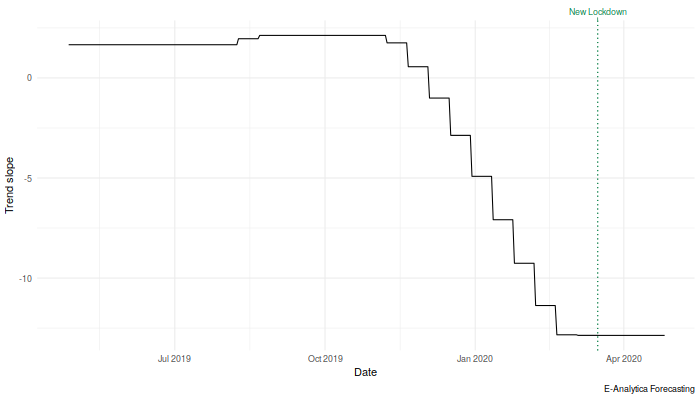 New Lockdown
0
-5
-10
Trend slope
Jul 2019
Oct 2019
Jan 2020
Apr 2020
Date
E-Analytica Forecasting